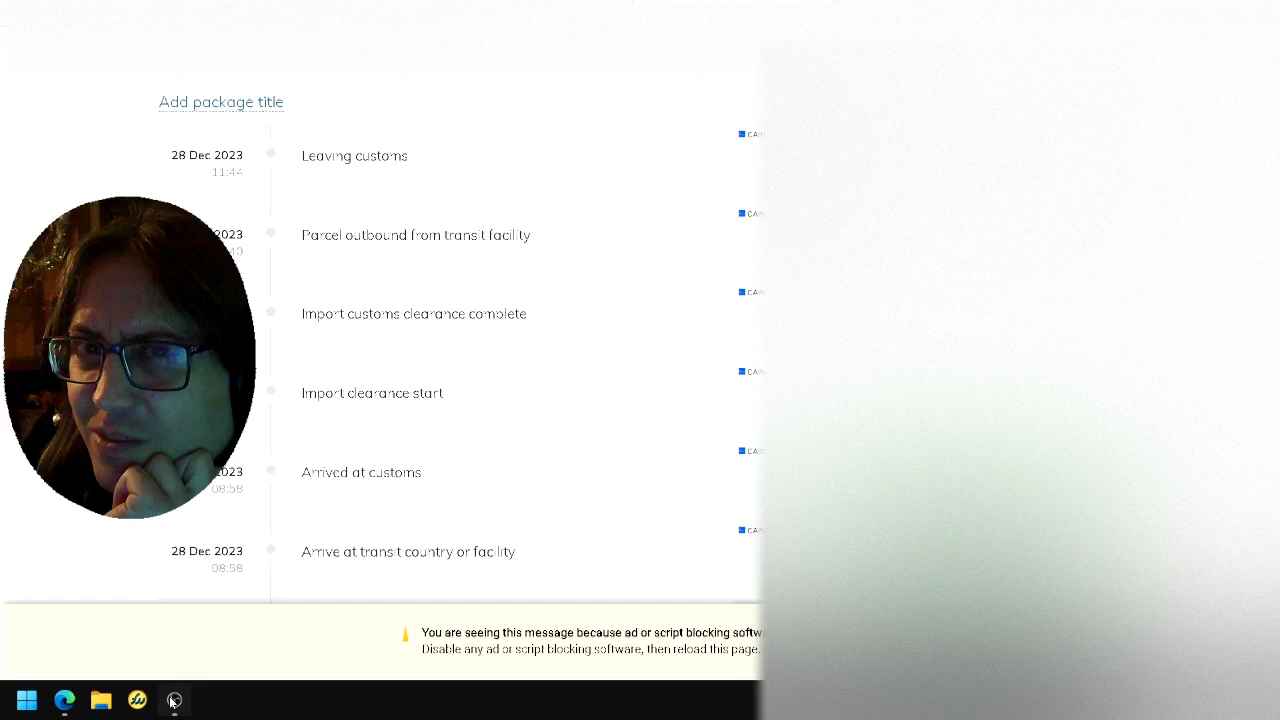 Add package title
28 Dec 2023
11:44
Leaving customs
2023
Parcel outbound from transit facility
Import customs clearance complete
Import clearance start
2023
08:58
Arrived at customs
28 Dec 2023
08:58
Arrive at transit country or facility
You are seeing this message because ad or script blocking
Disable any ad or script blocking software, then reload this page.